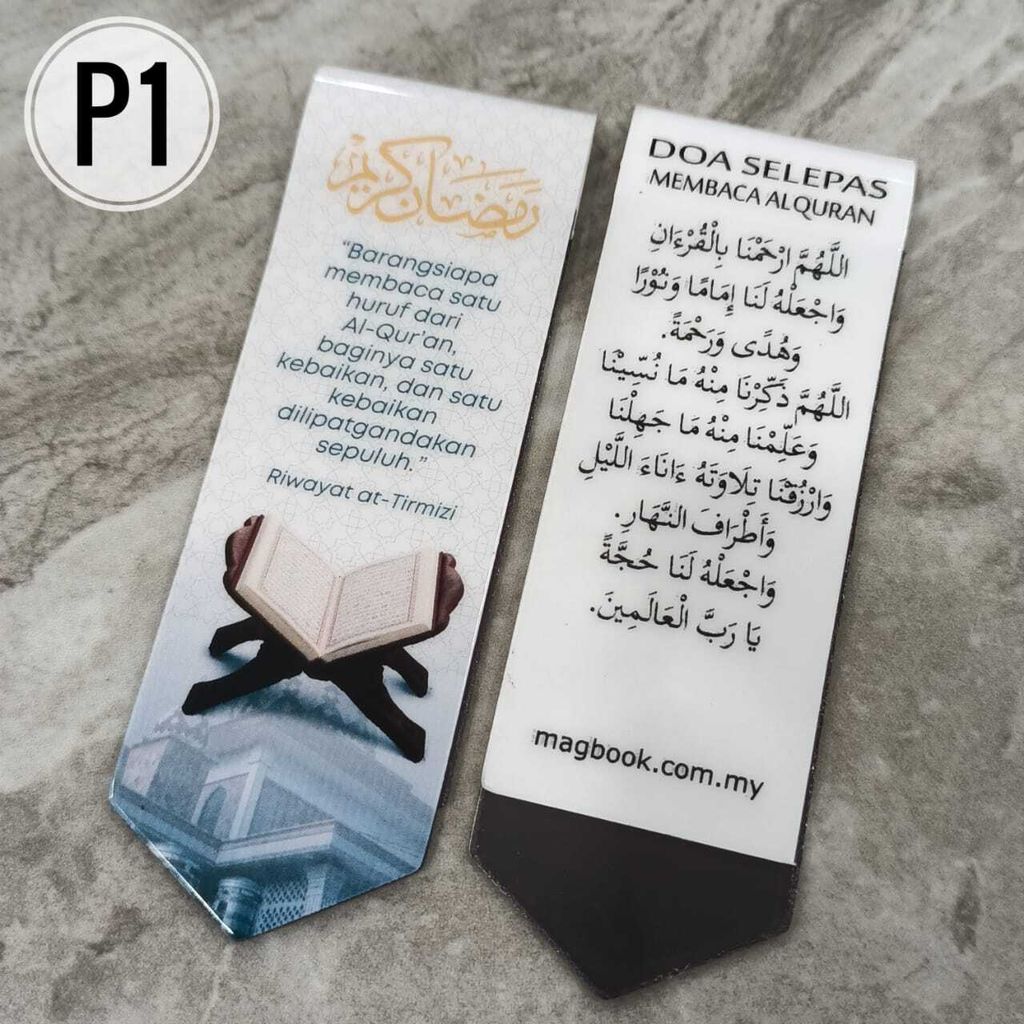 P1
رمضان كريم
"Barangsiapa
membaca satu
huruf dari
Al-Qur'an,
baginya satu
kebaikan, dan satu
kebaikan
dilipatgandakan
sepuluh."
Riwayat at-Tirmizi
DOA SELEPAS
MEMBACA ALQURAN
اللَّهُمَّ ارْحَمْنَا بِالْقُرْءَانِ
وَاجْعَلْهُ لَنَا إِمَامًا وَنُوْرًا
وَهُدًى وَرَحْمَةً.
اللَّهُمَّ ذَكِّرْنَا مِنْهُ مَا نُسِّيْنَا
وَعَلِّمْنَا مِنْهُ مَا جَهِلْنَا
وَارْزُقْنَا تِلَاوَتَهُ ءَانَاءَ اللَّيْلِ
وَأَطْرَافَ النَّهَارِ.
وَاجْعَلْهُ لَنَا حُجَّةً
يَا رَبَّ الْعَالَمِينَ.
magbook.com.my